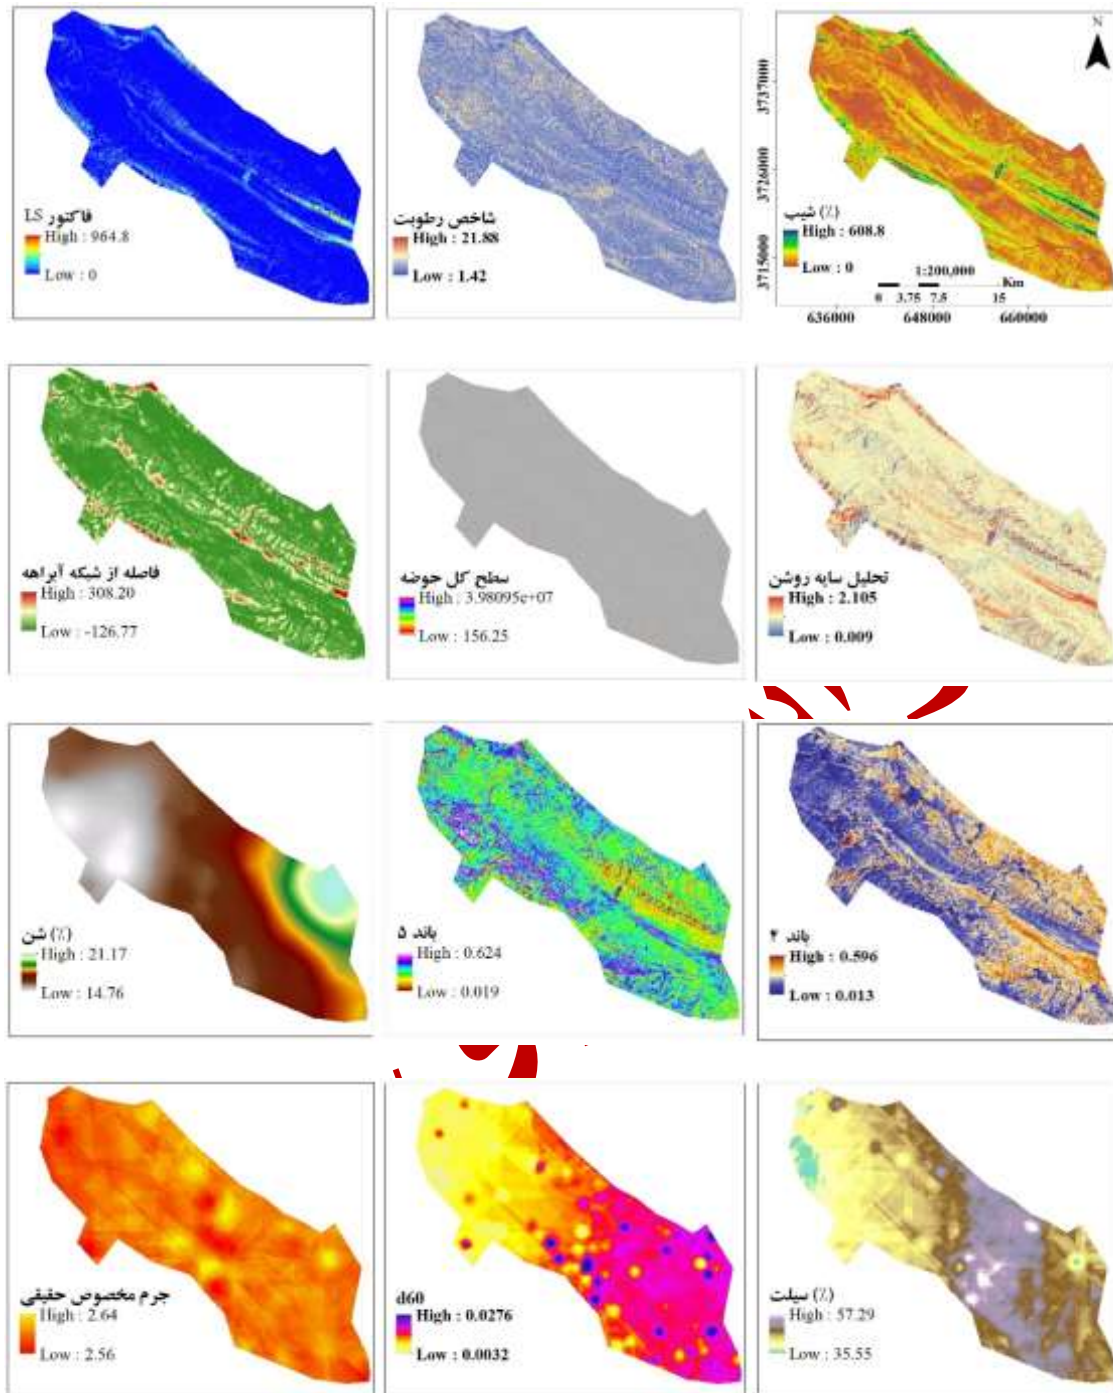 فاکتور LS
High : 964.8
Low : 0
شاخص رطوبت
High : 21.88
Low : 1.42
N
3737000
3726000
3715000
شیب (٪)
High : 608.8
Low : 0
1:200,000
Km
0 3.75 7.5 15
636000 648000 660000
فاصله از شبکه آبراهه
High : 308.20
Low : -126.77
سطح کل حوضه
High : 3.98095e+07
Low : 156.25
تحلیل سایه روشن
High : 2.105
Low : 0.009
شن (٪)
High : 21.17
Low : 14.76
باند ۵
High : 0.624
Low : 0.019
باند ۴
High : 0.596
Low : 0.013
جرم مخصوص حقیقی
High : 2.64
Low : 2.56
d60
High : 0.0276
Low : 0.0032
سیلت (٪)
High : 57.29
Low : 35.55